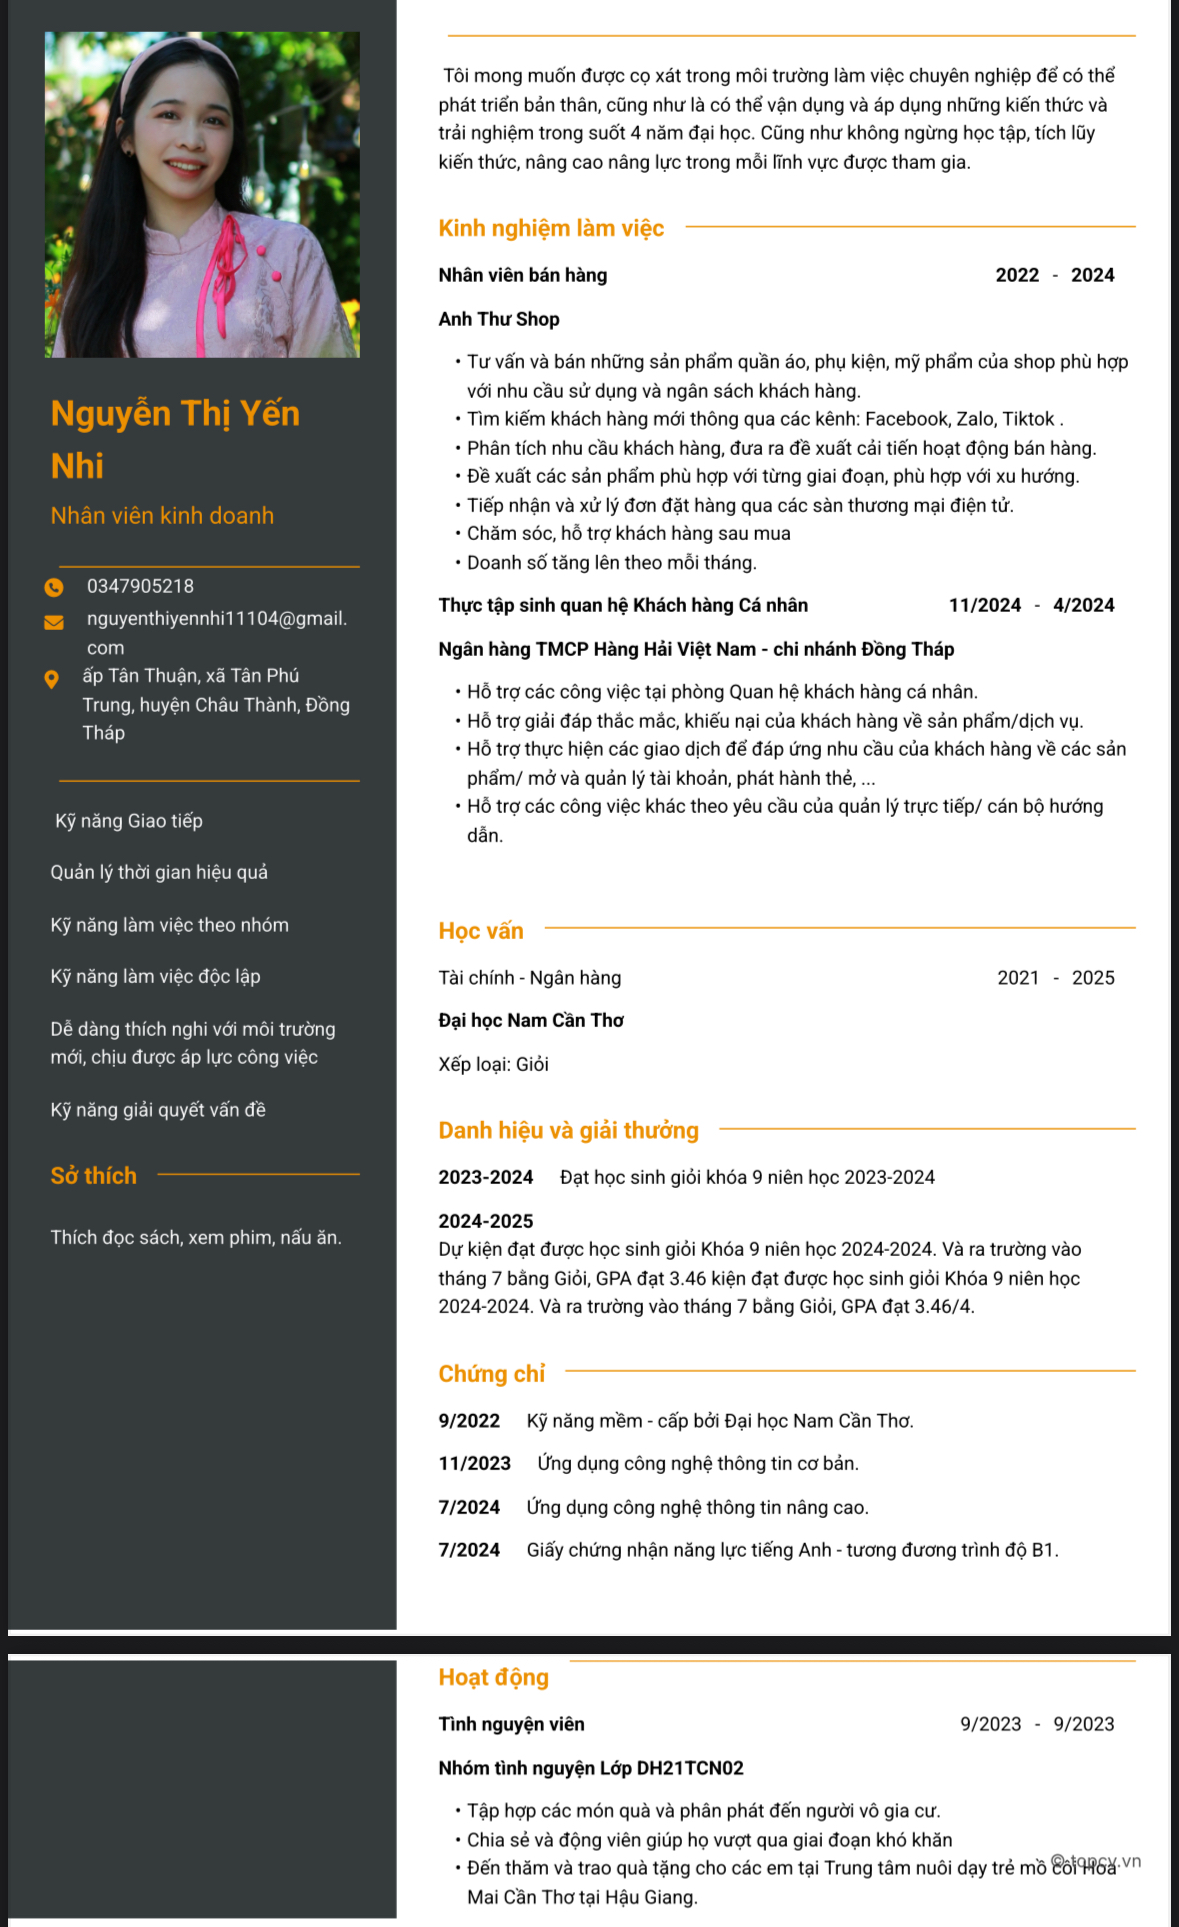 Nguyễn Thị Yến
Nhi
Nhân viên kinh doanh
0347905218
nguyenthiyennhi11104@gmail.
com
ấp Tân Thuận, xã Tân Phú
Trung, huyện Châu Thành, Đồng
Tháp
Kỹ năng Giao tiếp
Quản lý thời gian hiệu quả
Kỹ năng làm việc theo nhóm
Kỹ năng làm việc độc lập
Dễ dàng thích nghi với môi trường
mới, chịu được áp lực công việc
Kỹ năng giải quyết vấn đề
Sở thích
Thích đọc sách, xem phim, nấu ăn.
Tôi mong muốn được cọ xát trong môi trường làm việc chuyên nghiệp để có thể
phát triển bản thân, cũng như là có thể vận dụng và áp dụng những kiến thức và
trải nghiệm trong suốt 4 năm đại học. Cũng như không ngừng học tập, tích lũy
kiến thức, nâng cao nâng lực trong mỗi lĩnh vực được tham gia.
Kinh nghiệm làm việc
Nhân viên bán hàng 2022 - 2024
Anh Thư Shop
• Tư vấn và bán những sản phẩm quần áo, phụ kiện, mỹ phẩm của shop phù hợp
với nhu cầu sử dụng và ngân sách khách hàng.
• Tìm kiếm khách hàng mới thông qua các kênh: Facebook, Zalo, Tiktok .
• Phân tích nhu cầu khách hàng, đưa ra đề xuất cải tiến hoạt động bán hàng.
• Đề xuất các sản phẩm phù hợp với từng giai đoạn, phù hợp với xu hướng.
• Tiếp nhận và xử lý đơn đặt hàng qua các sàn thương mại điện tử.
• Chăm sóc, hỗ trợ khách hàng sau mua
• Doanh số tăng lên theo mỗi tháng.
Thực tập sinh quan hệ Khách hàng Cá nhân 11/2024 - 4/2024
Ngân hàng TMCP Hàng Hải Việt Nam - chi nhánh Đồng Tháp
• Hỗ trợ các công việc tại phòng Quan hệ khách hàng cá nhân.
• Hỗ trợ giải đáp thắc mắc, khiếu nại của khách hàng về sản phẩm/dịch vụ.
• Hỗ trợ thực hiện các giao dịch để đáp ứng nhu cầu của khách hàng về các sản
phẩm/ mở và quản lý tài khoản, phát hành thẻ, ...
• Hỗ trợ các công việc khác theo yêu cầu của quản lý trực tiếp/ cán bộ hướng
dẫn.
Học vấn
Tài chính - Ngân hàng 2021 - 2025
Đại học Nam Cần Thơ
Xếp loại: Giỏi
Danh hiệu và giải thưởng
2023-2024 Đạt học sinh giỏi khóa 9 niên học 2023-2024
2024-2025
Dự kiện đạt được học sinh giỏi Khóa 9 niên học 2024-2024. Và ra trường vào
tháng 7 bằng Giỏi, GPA đạt 3.46 kiện đạt được học sinh giỏi Khóa 9 niên học
2024-2024. Và ra trường vào tháng 7 bằng Giỏi, GPA đạt 3.46/4.
Chứng chỉ
9/2022 Kỹ năng mềm - cấp bởi Đại học Nam Cần Thơ.
11/2023 Ứng dụng công nghệ thông tin cơ bản.
7/2024 Ứng dụng công nghệ thông tin nâng cao.
7/2024 Giấy chứng nhận năng lực tiếng Anh - tương đương trình độ B1.
Hoạt động
Tình nguyện viên 9/2023 - 9/2023
Nhóm tình nguyện Lớp DH21TCN02
• Tập hợp các món quà và phân phát đến người vô gia cư.
• Chia sẻ và động viên giúp họ vượt qua giai đoạn khó khăn
• Đến thăm và trao quà tặng cho các em tại Trung tâm nuôi dạy trẻ mồ côi Hoa
Mai Cần Thơ tại Hậu Giang.
© topcv.vn